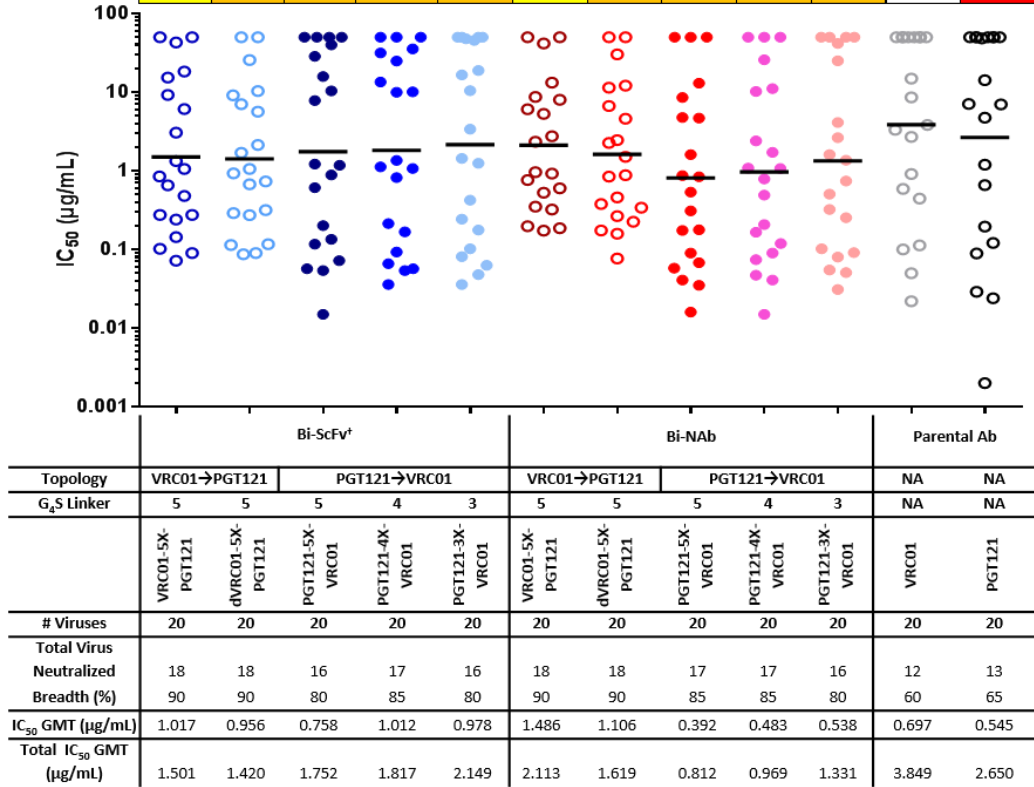 100
10
1
0.1
0.01
0.001
IC50 (µg/mL)
Bi-ScFv† Bi-NAb Parental Ab
Topology VRC01→PGT121 PGT121→VRC01 VRC01→PGT121 PGT121→VRC01 NA NA
G4S Linker 5 5 5 4 3 5 5 5 4 3 NA NA
VRC01-5X-
PGT121
dVRC01-5X-
PGT121
PGT121-5X-
VRC01
PGT121-4X-
VRC01
PGT121-3X-
VRC01
VRC01-5X-
PGT121
dVRC01-5X-
PGT121
PGT121-5X-
VRC01
PGT121-4X-
VRC01
PGT121-3X-
VRC01
VRC01
PGT121
# Viruses 20 20 20 20 20 20 20 20 20 20 20 20
Total Virus
Neutralized 18 18 16 17 16 18 18 17 17 16 12 13
Breadth (%) 90 90 80 85 80 90 90 85 85 80 60 65
IC50 GMT (µg/mL) 1.017 0.956 0.758 1.012 0.978 1.486 1.106 0.392 0.483 0.538 0.697 0.545
Total IC50 GMT
(µg/mL) 1.501 1.420 1.752 1.817 2.149 2.113 1.619 0.812 0.969 1.331 3.849 2.650